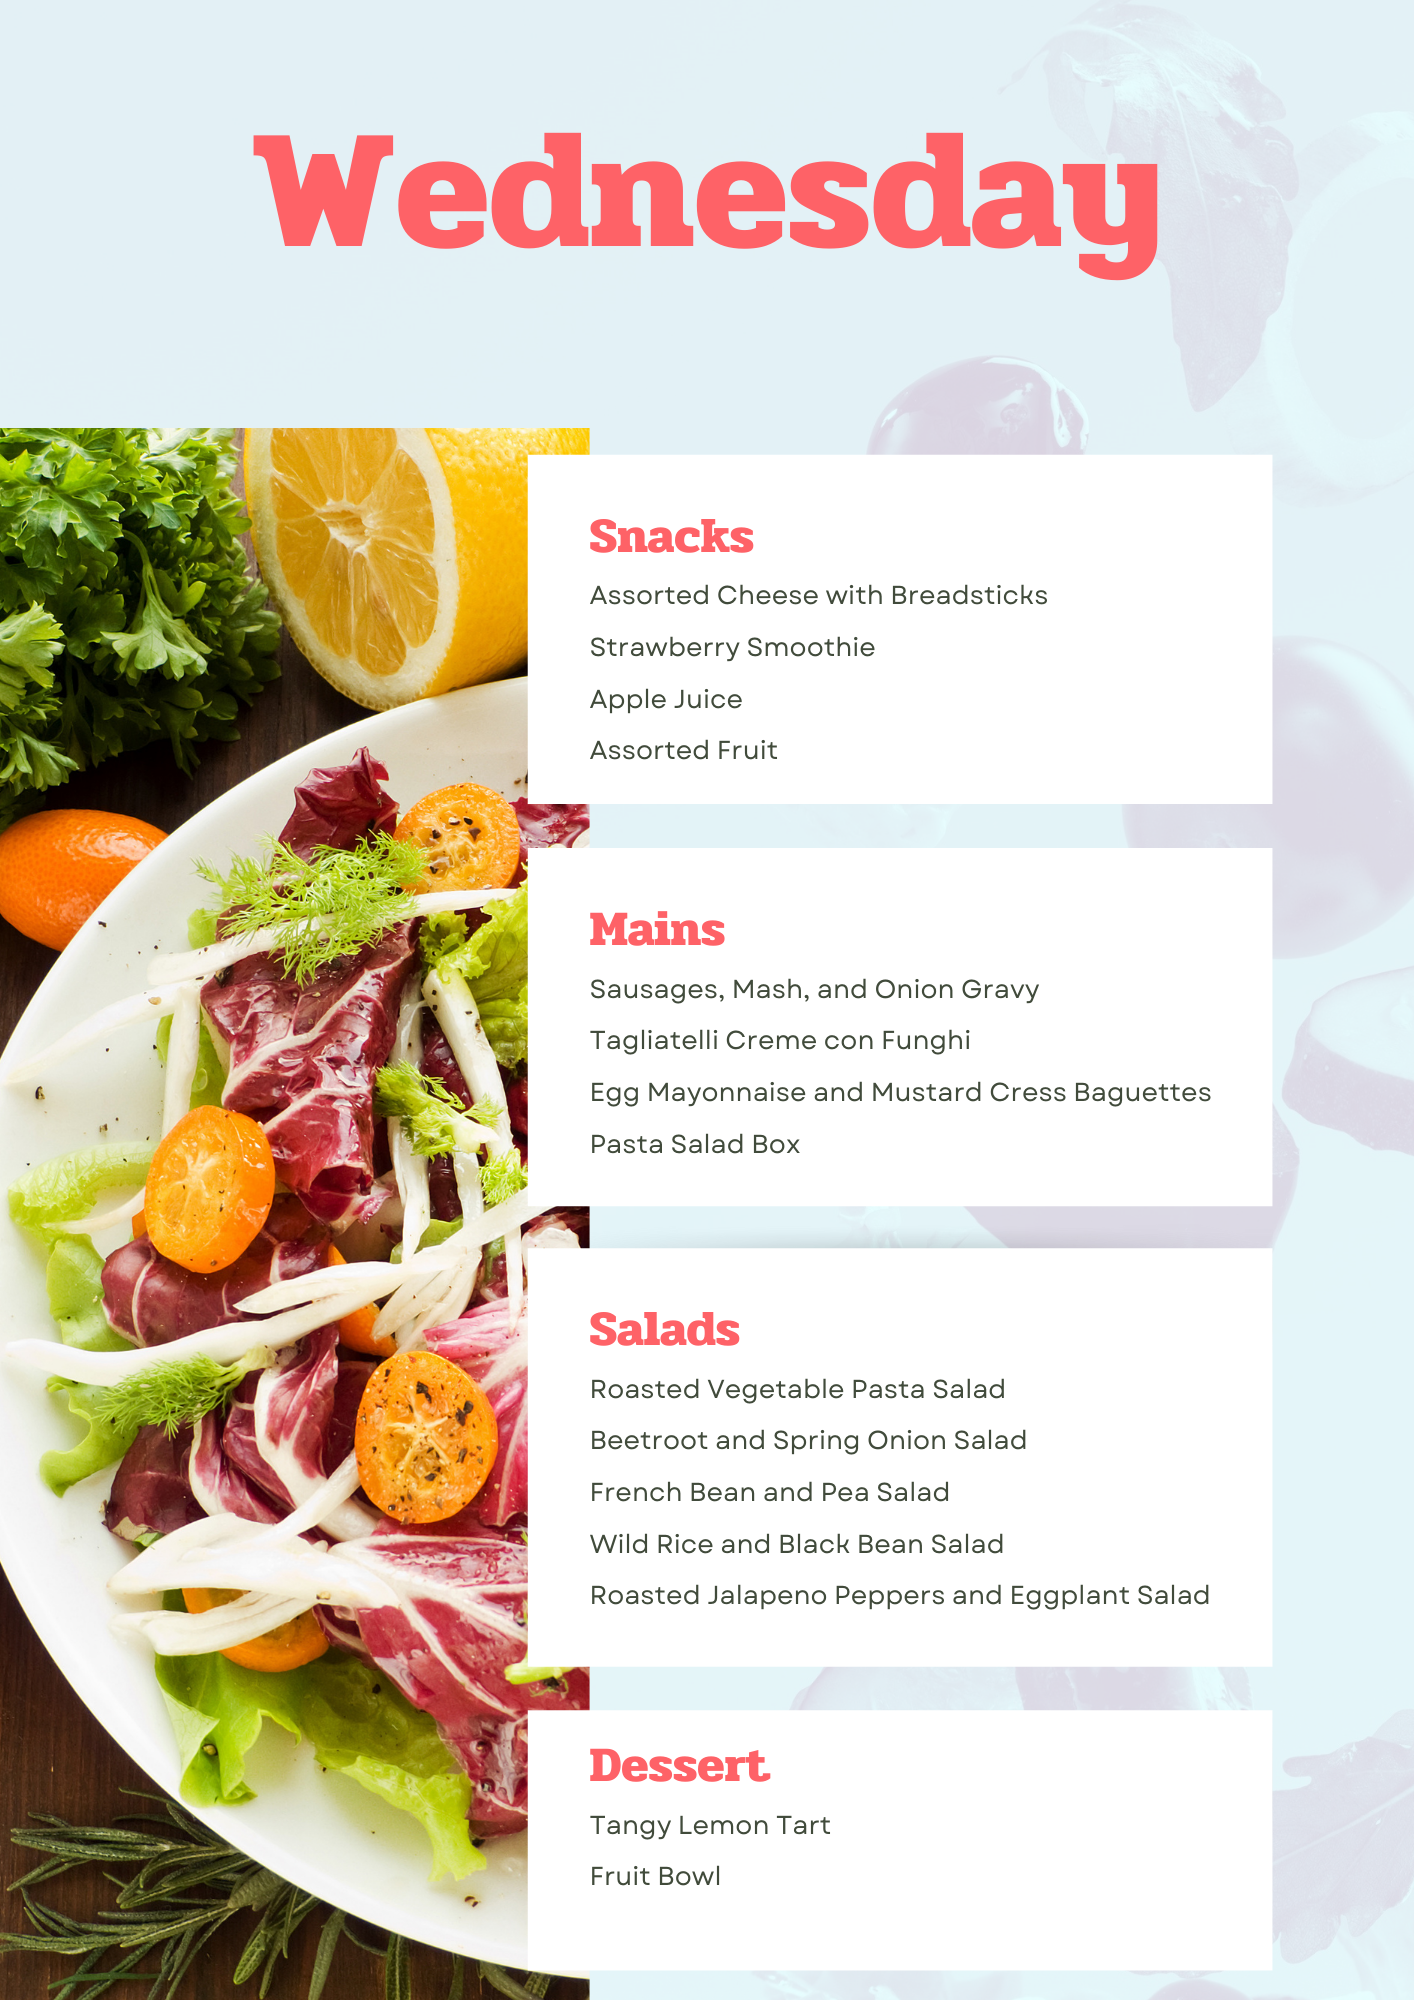 Wednesday
Snacks
Assorted Cheese with Breadsticks
Strawberry Smoothie
Apple Juice
Assorted Fruit
Mains
Sausages, Mash, and Onion Gravy
Tagliatelli Creme con Funghi
Egg Mayonnaise and Mustard Cress Baguettes
Pasta Salad Box
Salads
Roasted Vegetable Pasta Salad
Beetroot and Spring Onion Salad
French Bean and Pea Salad
Wild Rice and Black Bean Salad
Roasted Jalapeno Peppers and Eggplant Salad
Dessert
Tangy Lemon Tart
Fruit Bowl